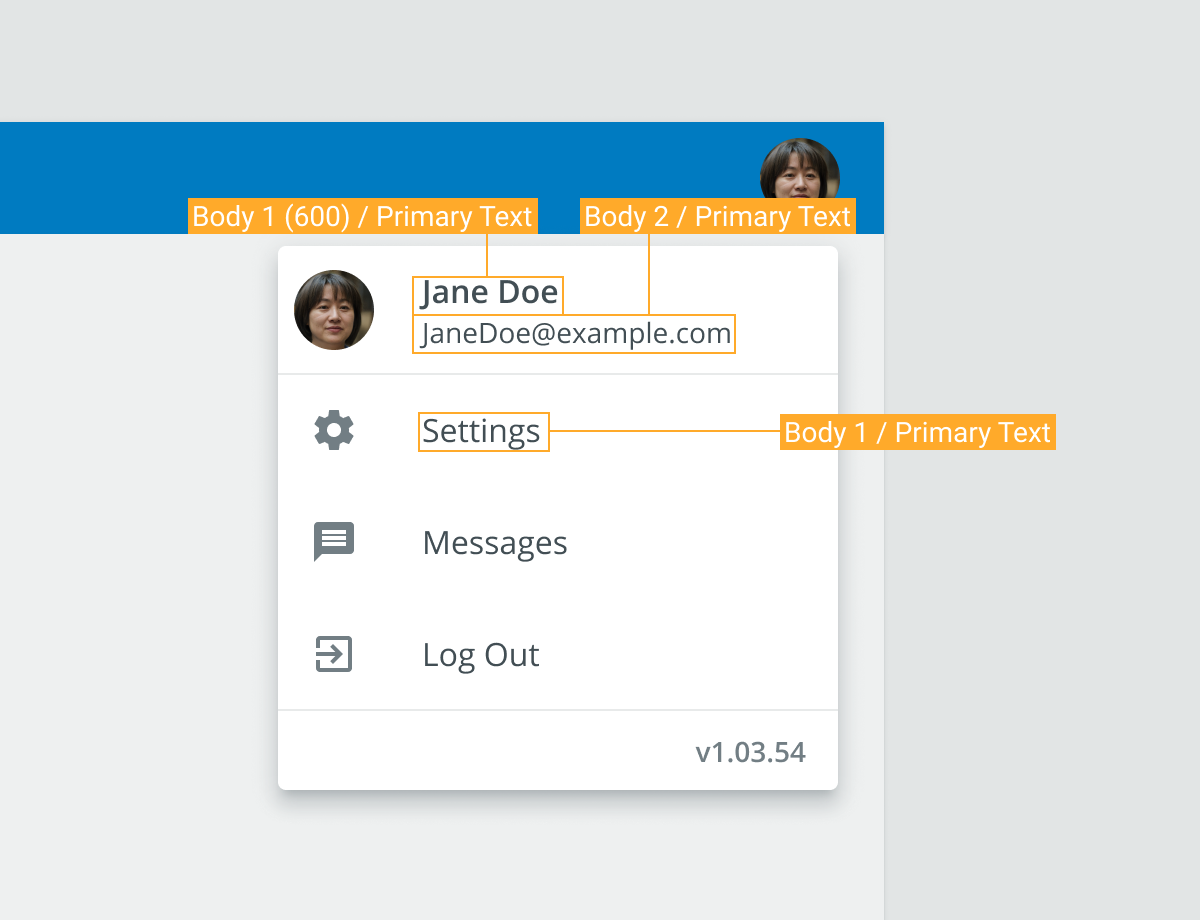 Body 1 (600) / Primary Text
Body 2 / Primary Text
Jane Doe
JaneDoe@example.com
Settings
Body 1 / Primary Text
Messages
Log Out
v1.03.54